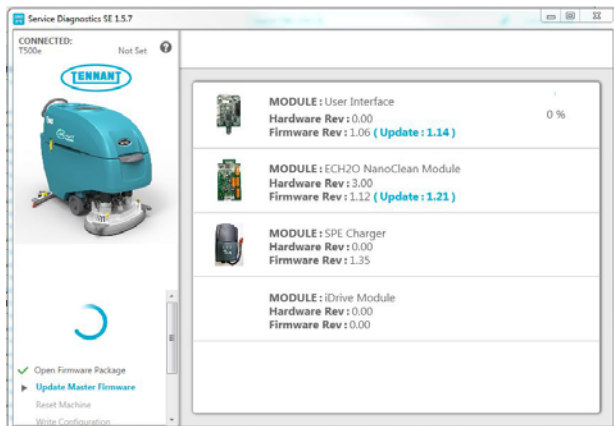 Service Diagnostics SE 1.5.7
CONNECTED:
T500e Not Set
TENNANT
MODULE : User Interface
Hardware Rev : 0.00
Firmware Rev : 1.06 ( Update : 1.14 )
0 %
MODULE : ECH2O NanoClean Module
Hardware Rev : 3.00
Firmware Rev : 1.12 ( Update : 1.21 )
MODULE : SPE Charger
Hardware Rev : 0.00
Firmware Rev : 1.35
MODULE : iDrive Module
Hardware Rev : 0.00
Firmware Rev : 0.00
Open Firmware Package
Update Master Firmware
Reset Machine
Write Configuration